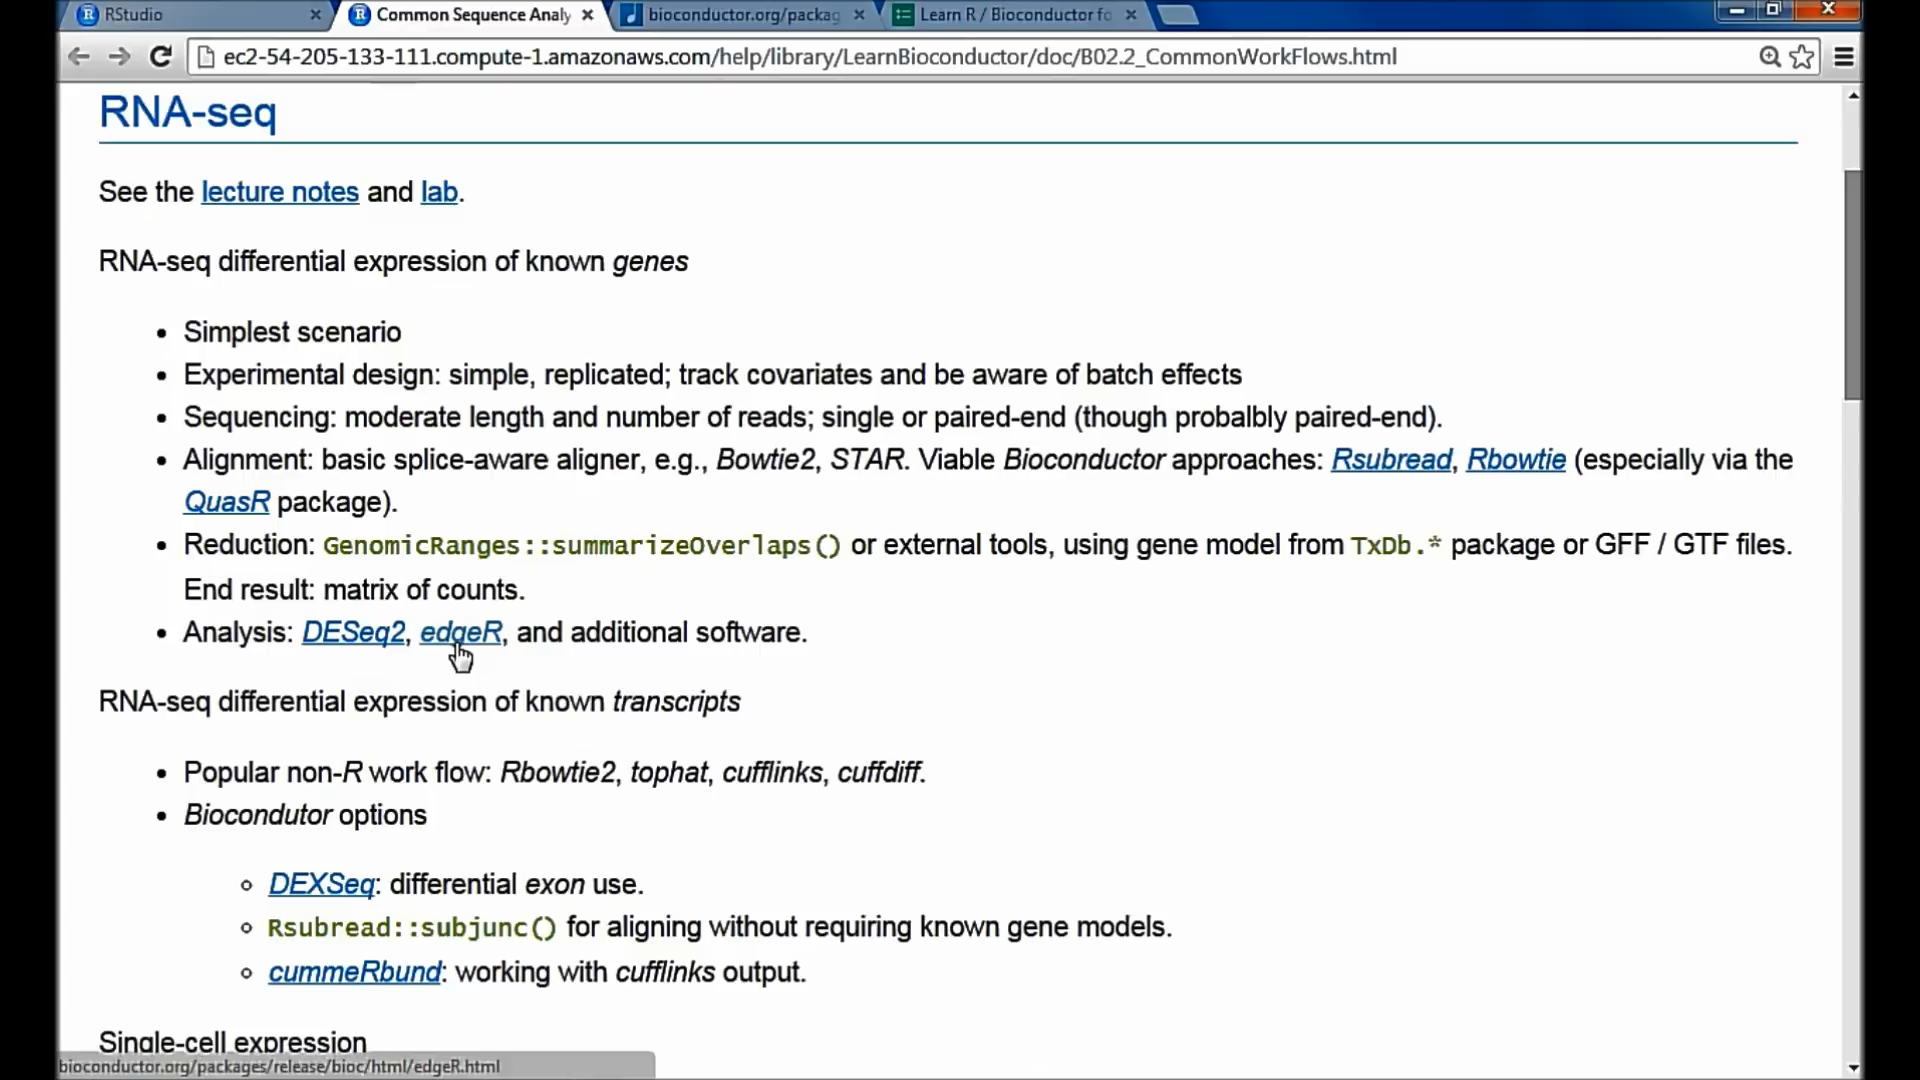 RStudio
Common Sequence Analy
bioconductor.org/packag
Learn R / Bioconductor fo
ec2-54-205-133-111.compute-1.amazonaws.com/help/library/LearnBioconductor/doc/B02.2_CommonWorkFlows.html
RNA-seq
See the lecture notes and lab.
RNA-seq differential expression of known genes
• Simplest scenario
• Experimental design: simple, replicated; track covariates and be aware of batch effects
• Sequencing: moderate length and number of reads; single or paired-end (though probalbly paired-end).
• Alignment: basic splice-aware aligner, e.g., Bowtie2, STAR. Viable Bioconductor approaches: Rsubread, Rbowtie (especially via the
QuasR package).
• Reduction: GenomicRanges::summarizeOverlaps() or external tools, using gene model from TxDb.* package or GFF / GTF files.
End result: matrix of counts.
• Analysis: DESeq2, edgeR, and additional software.
RNA-seq differential expression of known transcripts
• Popular non-R work flow: Rbowtie2, tophat, cufflinks, cuffdiff.
• Biocondutor options
○ DEXSeq: differential exon use.
○ Rsubread::subjunc() for aligning without requiring known gene models.
○ cummeRbund: working with cufflinks output.
Single-cell expression
bioconductor.org/packages/release/bioc/html/edgeR.html